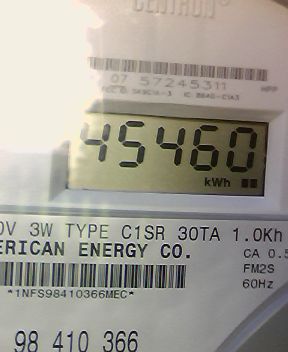 CENTRON
07 57245311
45460
kWh
V 3W TYPE C1SR 30TA 1.0Kh
ERICAN ENERGY CO.
CA 0.5
FM2S
60Hz
*1NFS98410366MEC*
98 410 366